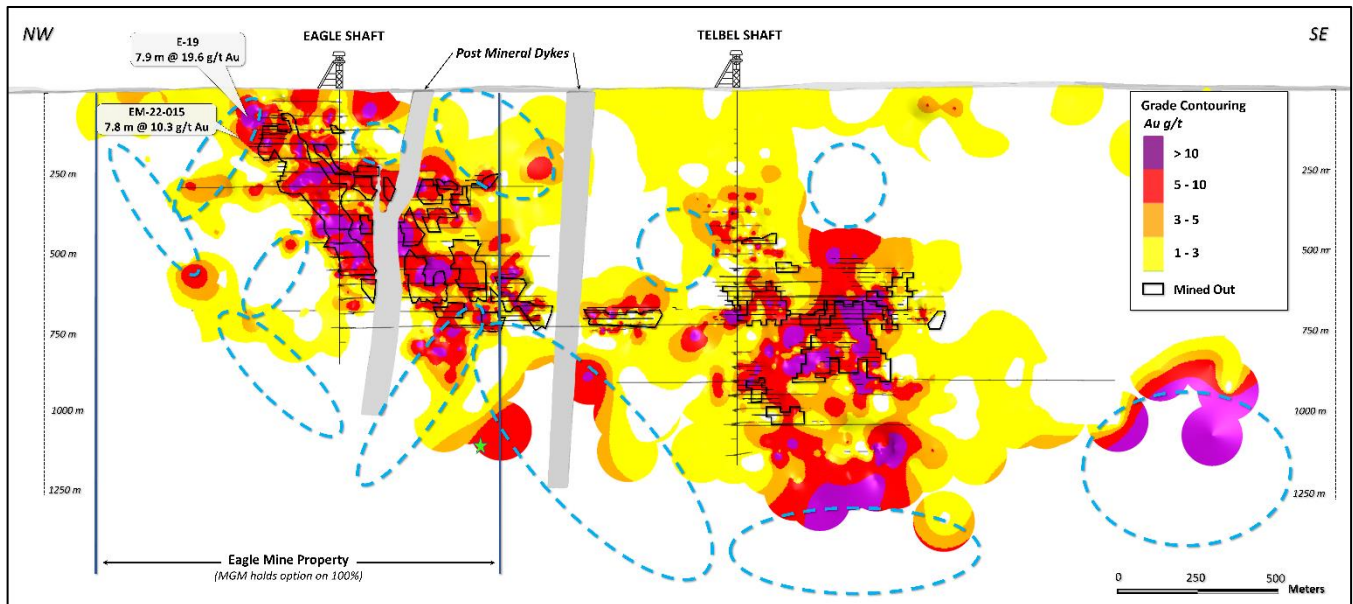 NW
SE
E-19
7.9 m @ 19.6 g/t Au
EAGLE SHAFT
Post Mineral Dykes
TELBEL SHAFT
EM-22-015
7.8 m @ 10.3 g/t Au
Grade Contouring
Au g/t
> 10
5 - 10
3 - 5
1 - 3
Mined Out
250 m
500 m
750 m
1000 m
1250 m
250 m
500 m
750 m
1000 m
1250 m
Eagle Mine Property
(MGM holds option on 100%)
0 250 500
Meters